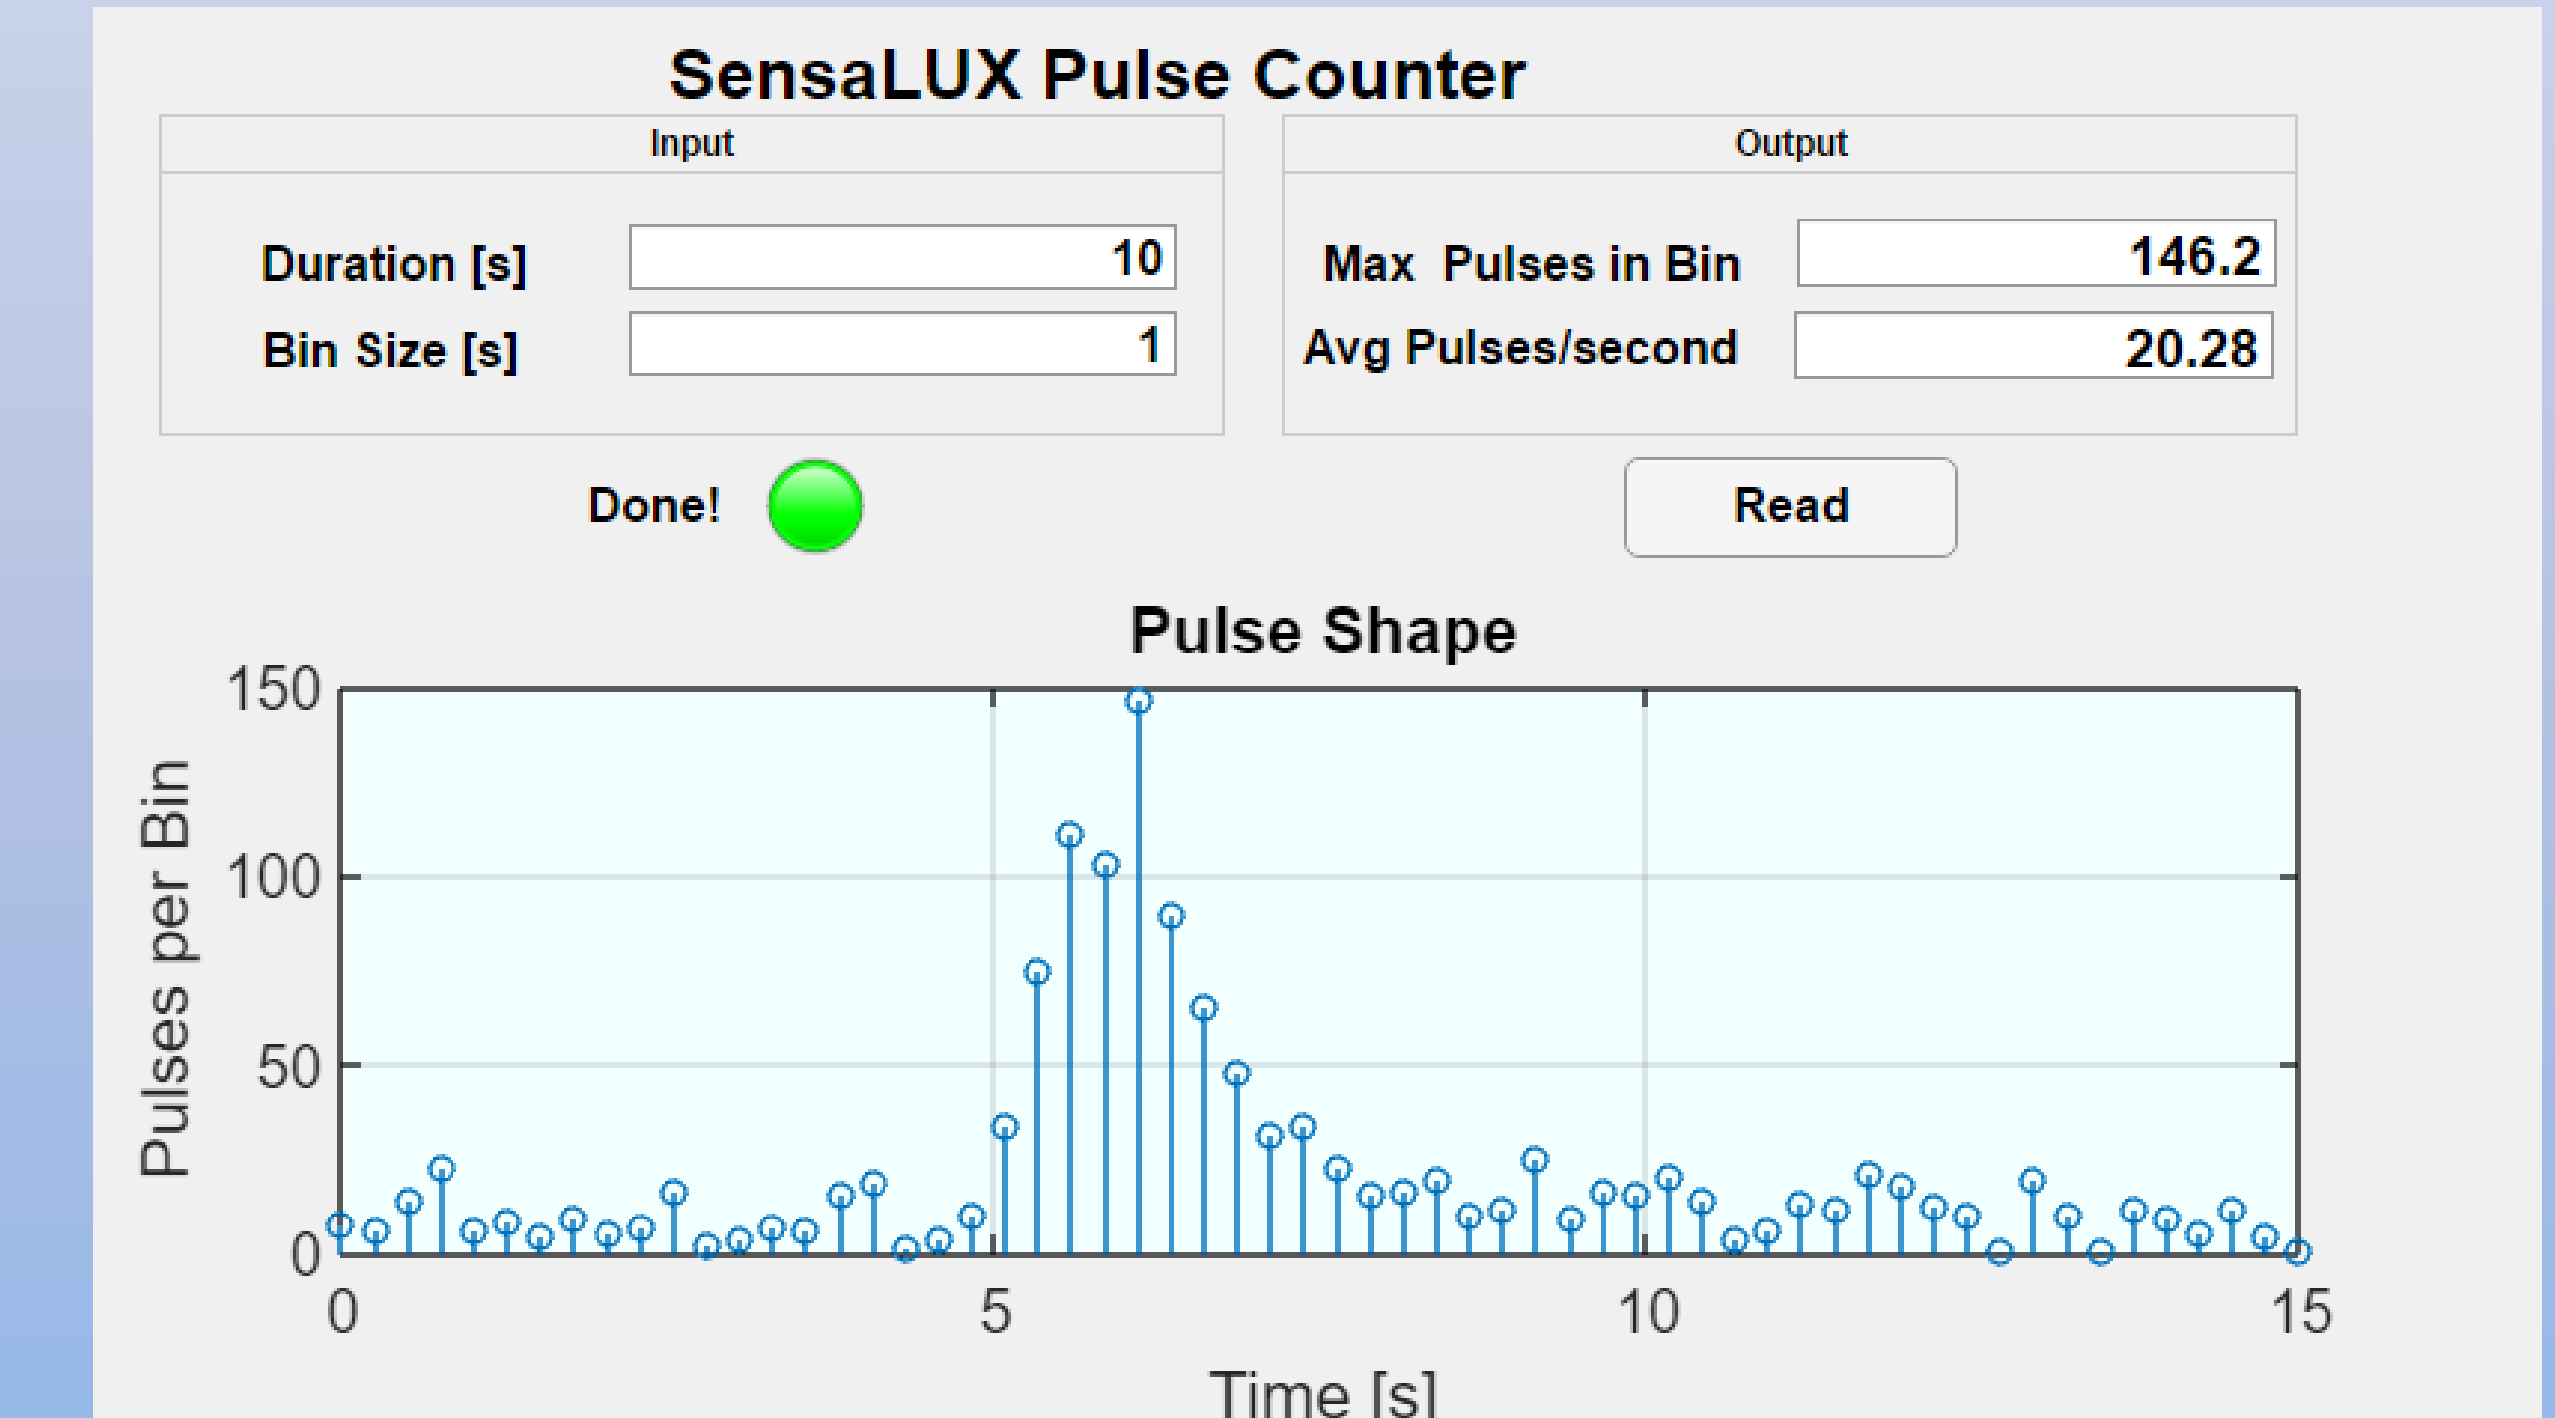 SensaLUX Pulse Counter
Input
Duration [s] 10
Bin Size [s] 1
Output
Max Pulses in Bin 146.2
Avg Pulses/second 20.28
Done!
Read
Pulse Shape
Pulses per Bin
150
100
50
0
0 5 10 15
Time [s]